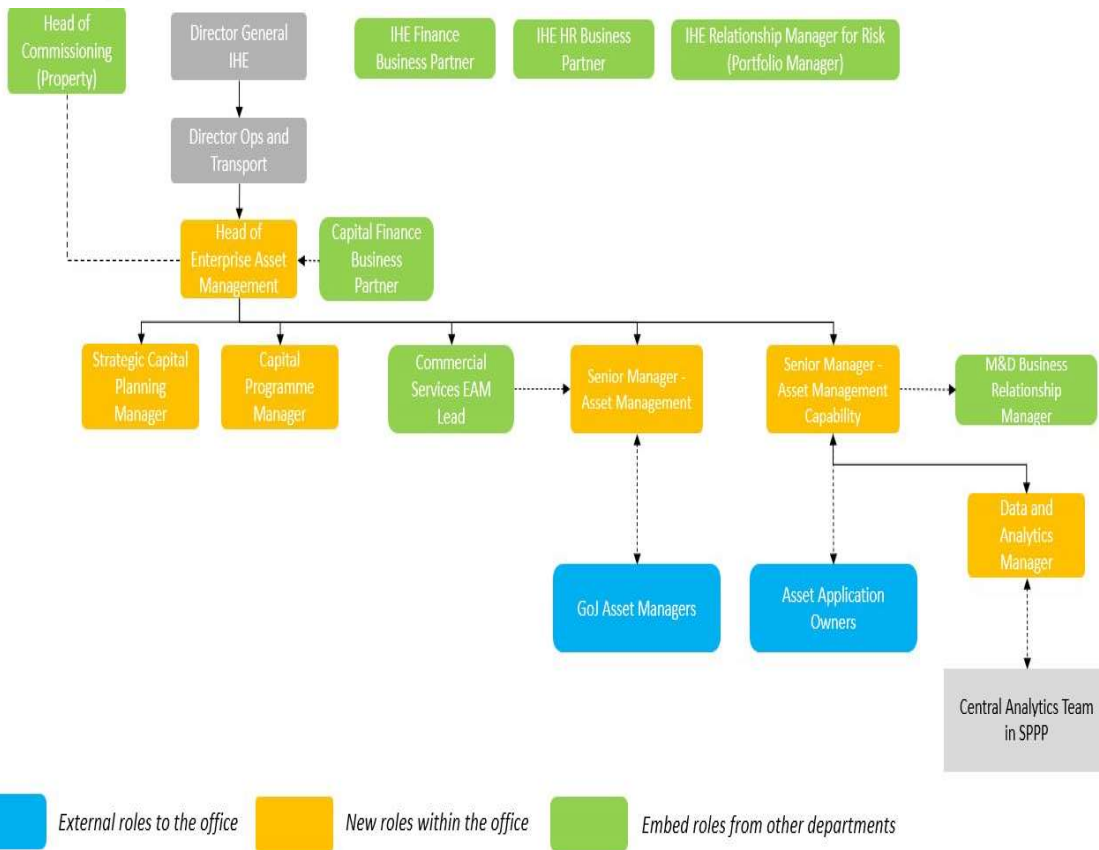 Head of
Commissioning
(Property)
Director General
IHE
IHE Finance
Business Partner
IHE HR Business
Partner
IHE Relationship Manager for Risk
(Portfolio Manager)
Director Ops and
Transport
Head of
Enterprise Asset
Management
Capital Finance
Business
Partner
Strategic Capital
Planning
Manager
Capital
Programme
Manager
Commercial
Services EAM
Lead
Senior Manager -
Asset Management
Senior Manager -
Asset Management
Capability
M&D Business
Relationship
Manager
Data and
Analytics
Manager
GoJ Asset Managers
Asset Application
Owners
Central Analytics Team
in SPPP
External roles to the office
New roles within the office
Embed roles from other departments